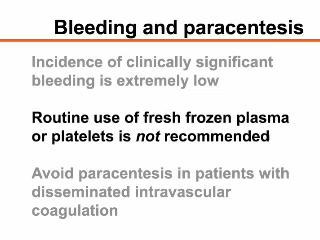 Bleeding and paracentesis
Incidence of clinically significant
bleeding is extremely low
Routine use of fresh frozen plasma
or platelets is not recommended
Avoid paracentesis in patients with
disseminated intravascular
coagulation